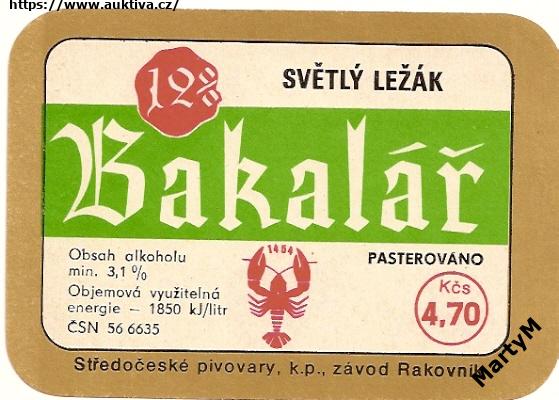 https://www.auktiva.cz/
12%
SVĚTLÝ LEŽÁK
Bakalář
Obsah alkoholu
min. 3,1 %
Objemová využitelná
energie – 1850 kJ/litr
ČSN 56 6635
1454
PASTEROVÁNO
Kčs
4,70
Středočeské pivovary, k.p., závod Rakovník
MartyM